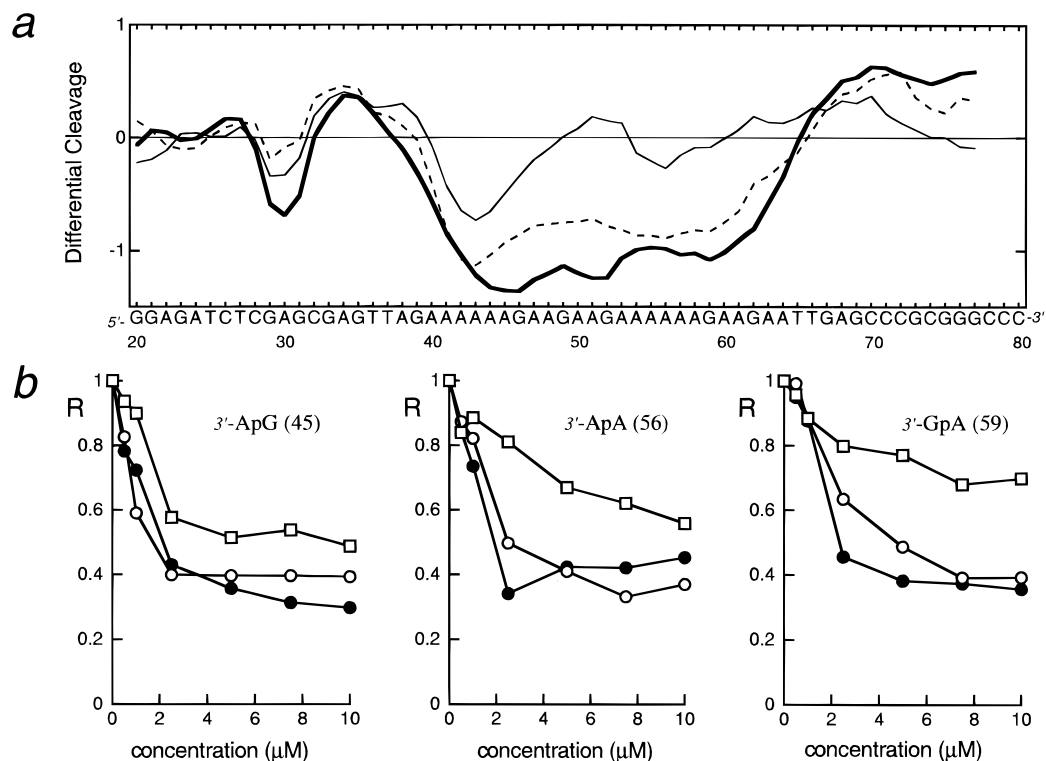 a
1
0
-1
Differential Cleavage
5'-GGAGATCTCGAGCGAGTTAGAAAAAAGAAGAAGAAAAAAGAAGAATTGAGCCCGCGGGCCC-3'
20 30 40 50 60 70 80
b
R
3'-ApG (45)
1
0.8
0.6
0.4
0.2
0
0 2 4 6 8 10
concentration (μM)
R
3'-ApA (56)
1
0.8
0.6
0.4
0.2
0
0 2 4 6 8 10
concentration (μM)
R
3'-GpA (59)
1
0.8
0.6
0.4
0.2
0
0 2 4 6 8 10
concentration (μM)